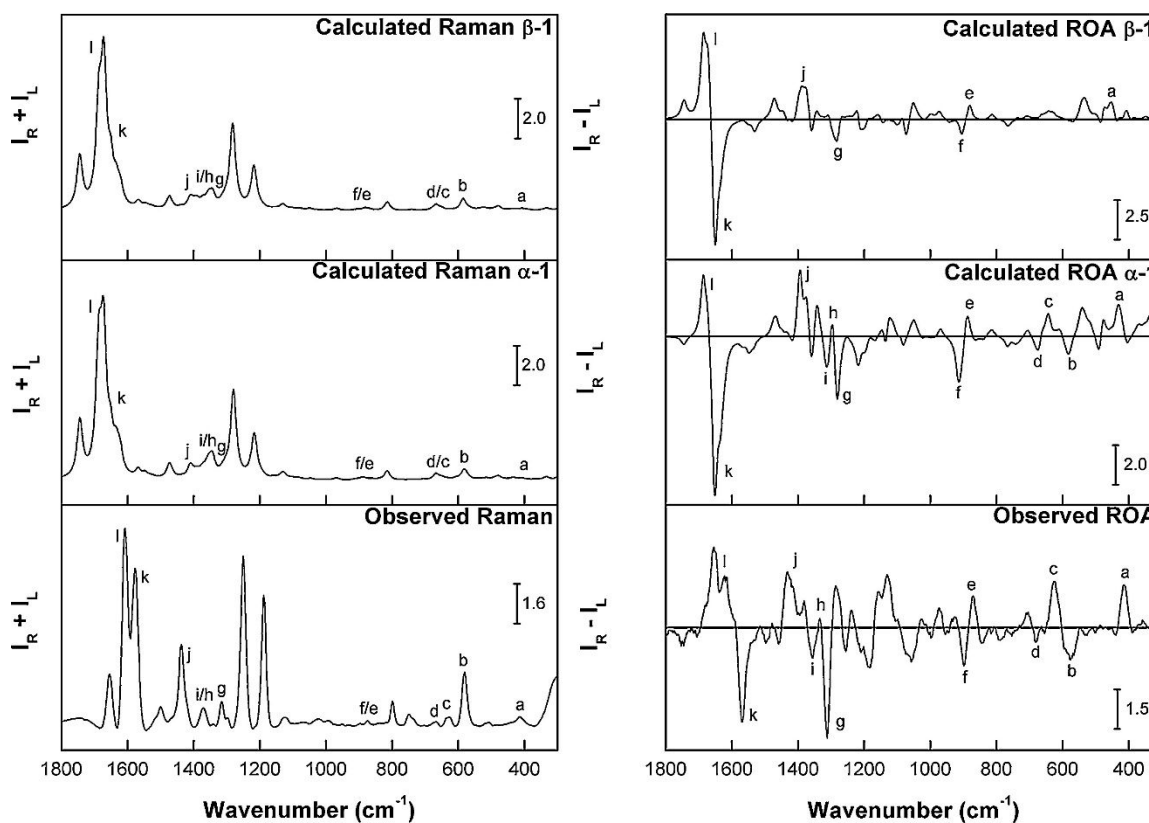 Calculated Raman β-1
I_R + I_L
l
k
j i/h g
f/e
d/c
b
a
2.0
Calculated Raman α-1
I_R + I_L
l
k
j i/h g
f/e
d/c
b
a
2.0
Observed Raman
I_R + I_L
l
k
j
i/h
g
f/e
d
c
b
a
1.6
1800 1600 1400 1200 1000 800 600 400
Wavenumber (cm⁻¹)
Calculated ROA β-1
I_R - I_L
l
k
j
g
f
e
a
2.5
Calculated ROA α-1
I_R - I_L
l
k
j
i
h
g
f
e
d
c
b
a
2.0
Observed ROA
I_R - I_L
l
k
j
i
h
g
f
e
d
c
b
a
1.5
1800 1600 1400 1200 1000 800 600 400
Wavenumber (cm⁻¹)